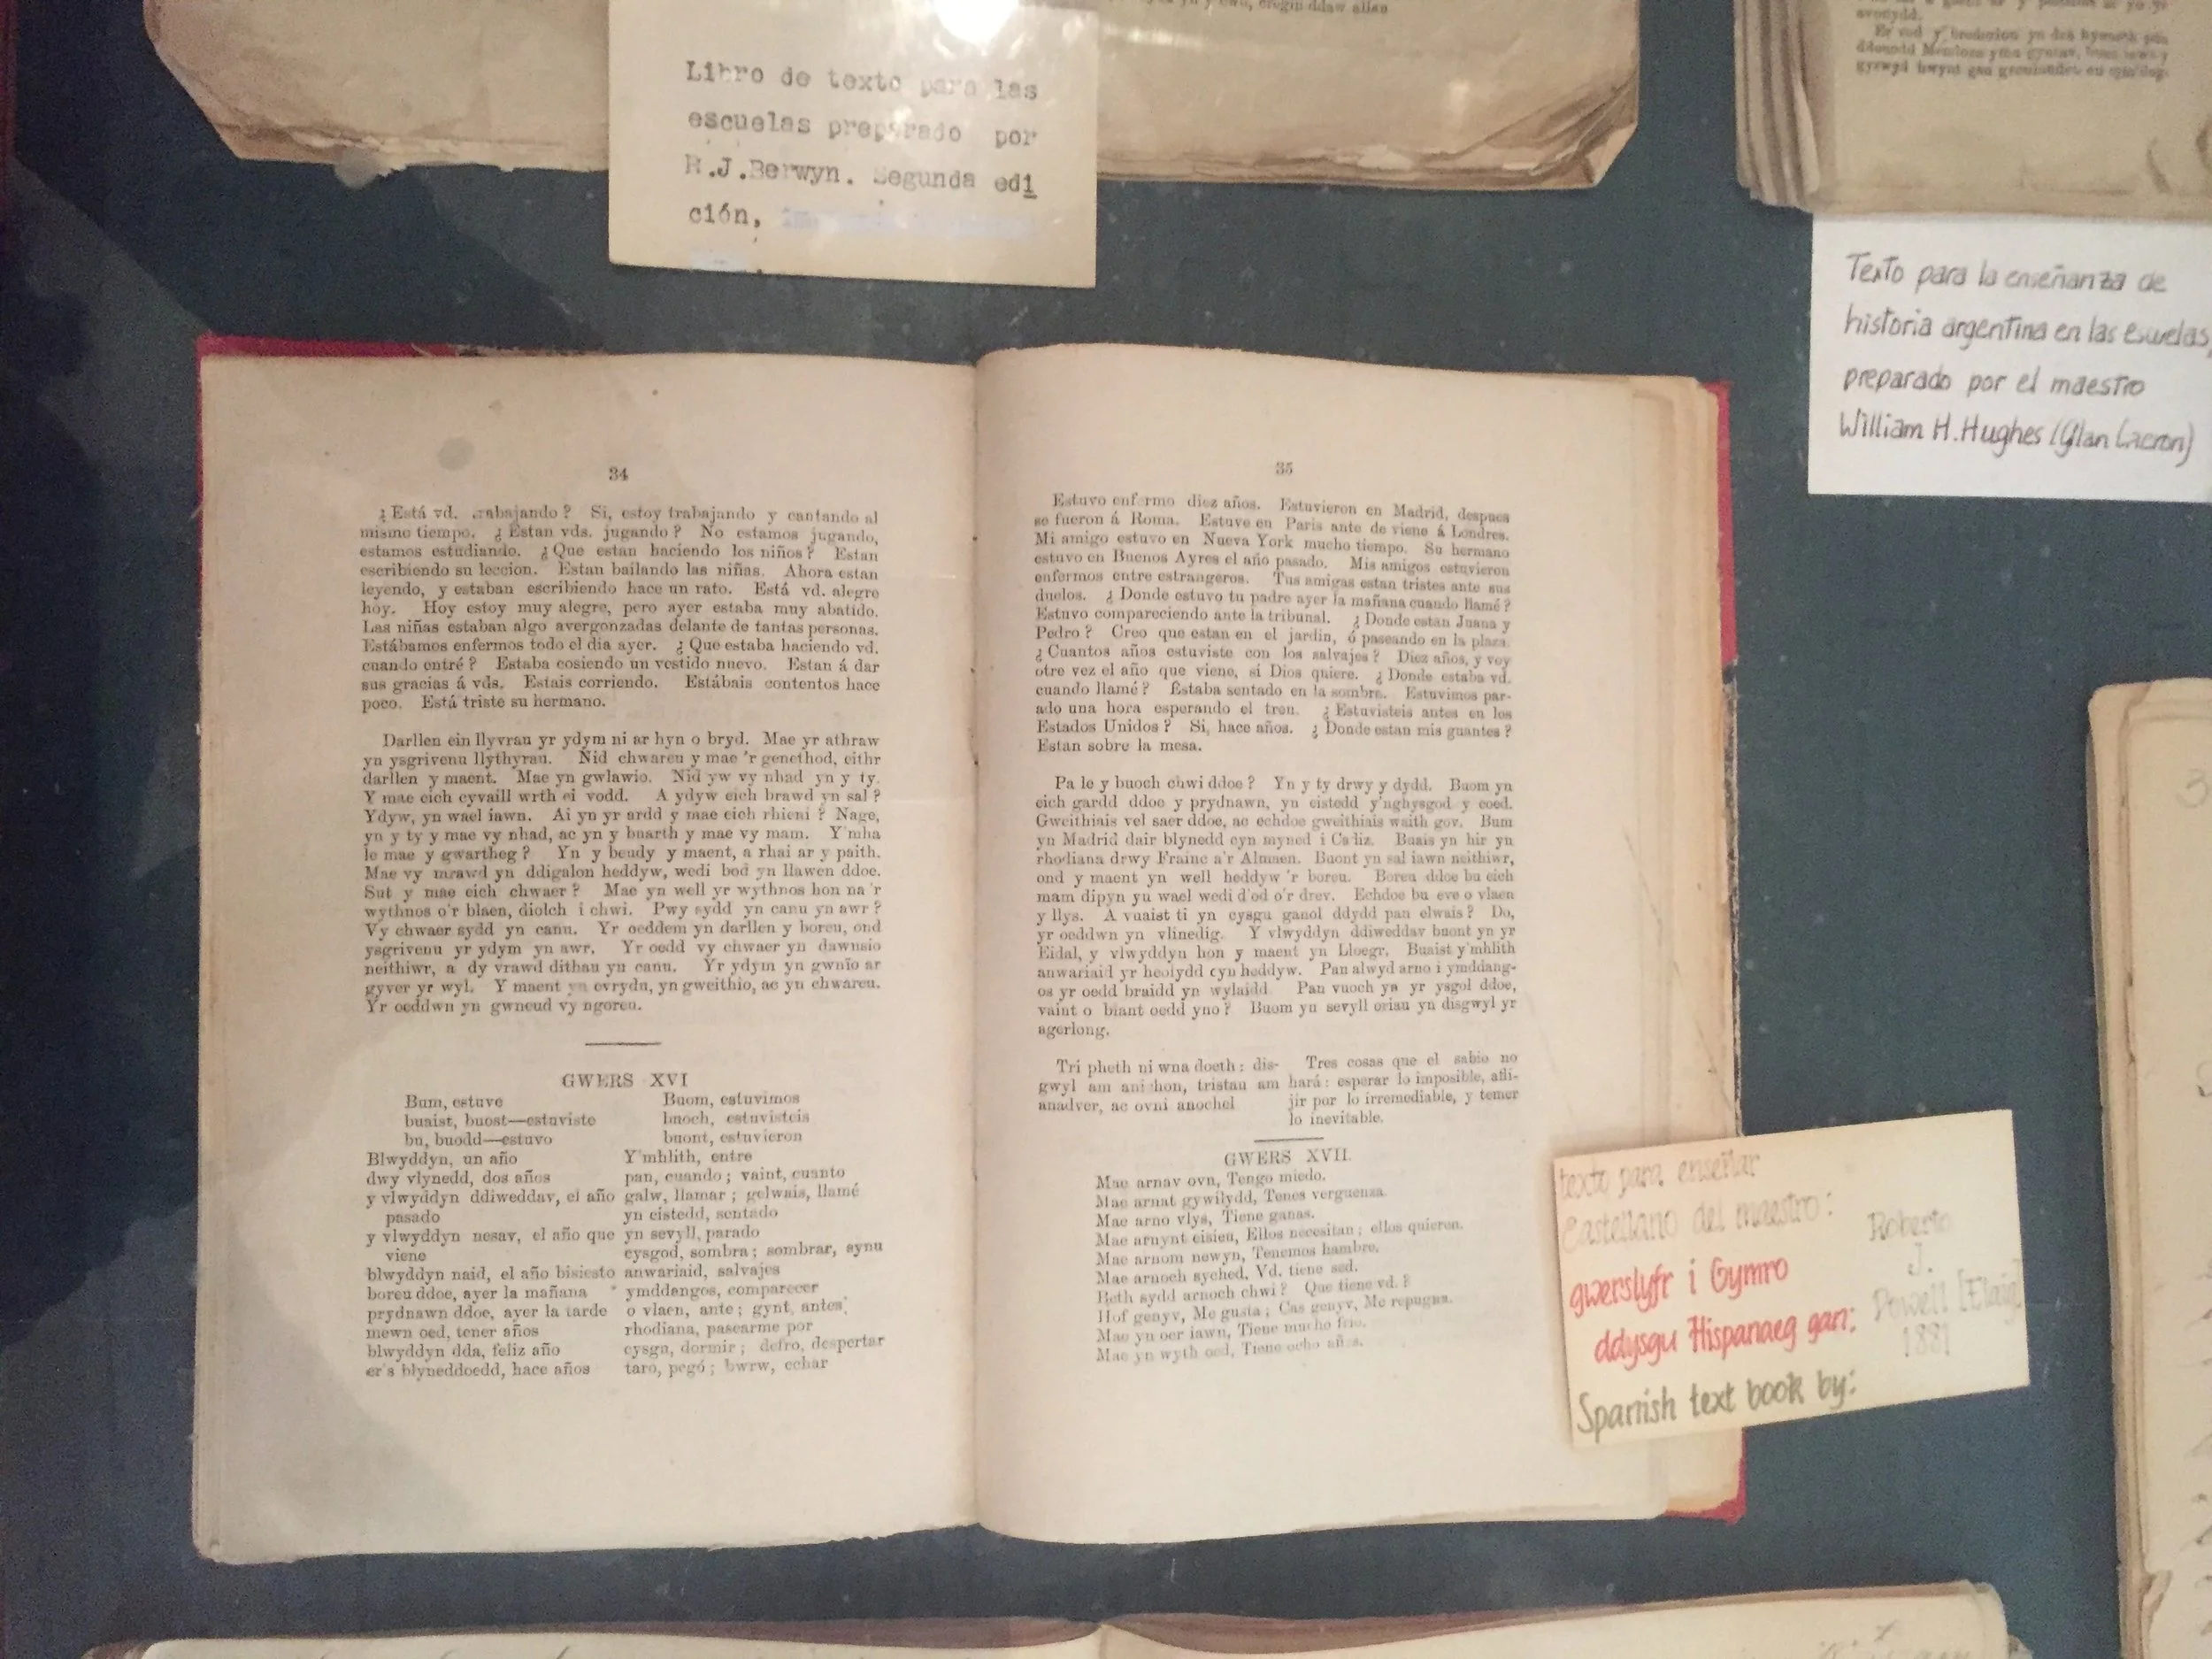 Libro de texto para las
escuelas preparado por
H.J.Berwyn. Segunda edi
ción,
Texto para la enseñanza de
historia argentina en las escuelas,
preparado por el maestro
William H. Hughes (Glan Caeron)
34
¿Está vd. trabajando? Si, estoy trabajando y cantando al
mismo tiempo. ¿Estan vds. jugando? No estamos jugando,
estamos estudiando. ¿Que estan haciendo los niños? Estan
escribiendo su leccion. Estan bailando las niñas. Ahora estan
leyendo, y estaban escribiendo hace un rato. Está vd. alegre
hoy. Hoy estoy muy alegre, pero ayer estaba muy abatido.
Las niñas estaban algo avergonzadas delante de tantas personas.
Estábamos enfermos todo el dia ayer. ¿Que estaba haciendo vd.
cuando entré? Estaba cosiendo un vestido nuevo. Estan á dar
sus gracias á vds. Estais corriendo. Estábais contentos hace
poco. Está triste su hermano.
Darllen ein llyvrau yr ydym ni ar hyn o bryd. Mae yr athraw
yn ysgrivenu llythyrau. Nid chwareu y mae 'r genethod, eithr
darllen y maent. Mae yn gwlawio. Nid yw vy nhad yn y ty.
Y mae eich cyvaill wrth ei vodd. A ydyw eich brawd yn sal?
Ydyw, yn wael iawn. Ai yn yr ardd y mae eich rhieni? Nage,
yn y ty y mae vy nhad, ac yn y buarth y mae vy mam. Y'mha
le mae y gwartheg? Yn y beudy y maent, a rhai ar y paith.
Mae vy mrawd yn ddigalon heddyw, wedi bod yn llawen ddoe.
Sut y mae eich chwaer? Mae yn well yr wythnos hon na 'r
wythnos o'r blaen, diolch i chwi. Pwy sydd yn canu yn awr?
Vy chwaer sydd yn canu. Yr oeddem yn darllen y boreu, ond
ysgrivenu yr ydym yn awr. Yr oedd vy chwaer yn dawnsio
neithiwr, a dy vrawd dithau yn canu. Yr ydym yn gwnïo ar
gyver yr wyl. Y maent yn evrydu, yn gweithio, ac yn chwareu.
Yr oeddwn yn gwneud vy ngoreu.
GWERS XVI
Bum, estuve
buaist, buost—estuviste
bu, buodd—estuvo
Buom, estuvimos
buoch, estuvisteis
buont, estuvieron
Blwyddyn, un año
dwy vlynedd, dos años
y vlwyddyn ddiweddav, el año
pasado
y vlwyddyn nesav, el año que
viene
blwyddyn naid, el año bisiesto
boreu ddoe, ayer la mañana
prydnawn ddoe, ayer la tarde
mewn oed, tener años
blwyddyn dda, feliz año
er's blyneddoedd, hace años
Y'mhlith, entre
pan, cuando; vaint, cuanto
galw, llamar; gelwais, llamé
yn eistedd, sentado
yn sevyll, parado
cysgod, sombra; sombrar, synu
anwariaid, salvajes
ymddangos, comparecer
o vlaen, ante; gynt, antes
rhodiana, pasearme por
cysgu, dormir; defro, despertar
taro, pegó; bwrw, echar
35
Estuvo enfermo diez años. Estuvieron en Madrid, despues
se fueron á Roma. Estuve en Paris ante de viene á Londres.
Mi amigo estuvo en Nueva York mucho tiempo. Su hermano
estuvo en Buenos Ayres el año pasado. Mis amigos estuvieron
enfermos entre estrangeros. Tus amigas estan tristes ante sus
duelos. ¿Donde estuvo tu padre ayer la mañana cuando llamé?
Estuvo compareciendo ante la tribunal. ¿Donde estan Juana y
Pedro? Creo que estan en el jardin, ó paseando en la plaza.
¿Cuantos años estuviste con los salvajes? Diez años, y voy
otre vez el año que viene, si Dios quiere. ¿Donde estaba vd.
cuando llamé? Estaba sentado en la sombre. Estuvimos par-
ado una hora esperando el tren. ¿Estuvisteis antes en los
Estados Unidos? Si, hace años. ¿Donde estan mis guantes?
Estan sobre la mesa.
Pa le y buoch chwi ddoe? Yn y ty drwy y dydd. Buom yn
eich gardd ddoe y prydnawn, yn eistedd y'nghysgod y coed.
Gweithiais vel saer ddoe, ac echdoe gweithiais waith gov. Bum
yn Madrid dair blynedd cyn myned i Cadiz. Buais yn hir yn
rhodiana drwy Frainc a'r Almaen. Buont yn sal iawn neithiwr,
ond y maent yn well heddyw 'r boreu. Boreu ddoe bu eich
mam dipyn yn wael wedi d'od o'r drev. Echdoe bu eve o vlaen
y llys. A vuaist ti yn cysgu ganol ddydd pan elwais? Do,
yr oeddwn yn vlinedig. Y vlwyddyn ddiweddav buont yn yr
Eidal, y vlwyddyn hon y maent yn Lloegr. Buaist y'mhlith
anwariaid yr heolydd cyn heddyw. Pan alwyd arno i ymddang-
os yr oedd braidd yn wylaidd. Pan vuoch yn yr ysgol ddoe,
vaint o blant oedd yno? Buom yn sevyll oriau yn disgwyl yr
agerlong.
Tri pheth ni wna doeth: dis-
gwyl am ani hon, tristau am
anadver, ac ovni anochel
Tres cosas que el sabio no
hará: esperar lo imposible, afli-
jir por lo irremediable, y temer
lo inevitable.
GWERS XVII.
Mae arnav ovn, Tengo miedo.
Mae arnat gywilydd, Tenes verguenza.
Mae arno vlys, Tiene ganas.
Mae arnynt eisieu, Ellos necesitan; ellos quieren.
Mae arnom newyn, Tenemos hambre.
Mae arnoch syched, Vd. tiene sed.
Beth sydd arnoch chwi? Que tiene vd.?
Hof genyv, Me gusta; Cas genyv, Me repugna.
Mae yn oer iawn, Tiene mucho frio.
Mae yn wyth oed, Tiene ocho años.
texto para enseñar
Castellano del maestro:
gwerslyfr i Gymro
ddysgu Hispanaeg gan:
Spanish text book by:
Roberto
J.
Powell [Elaig]
1881